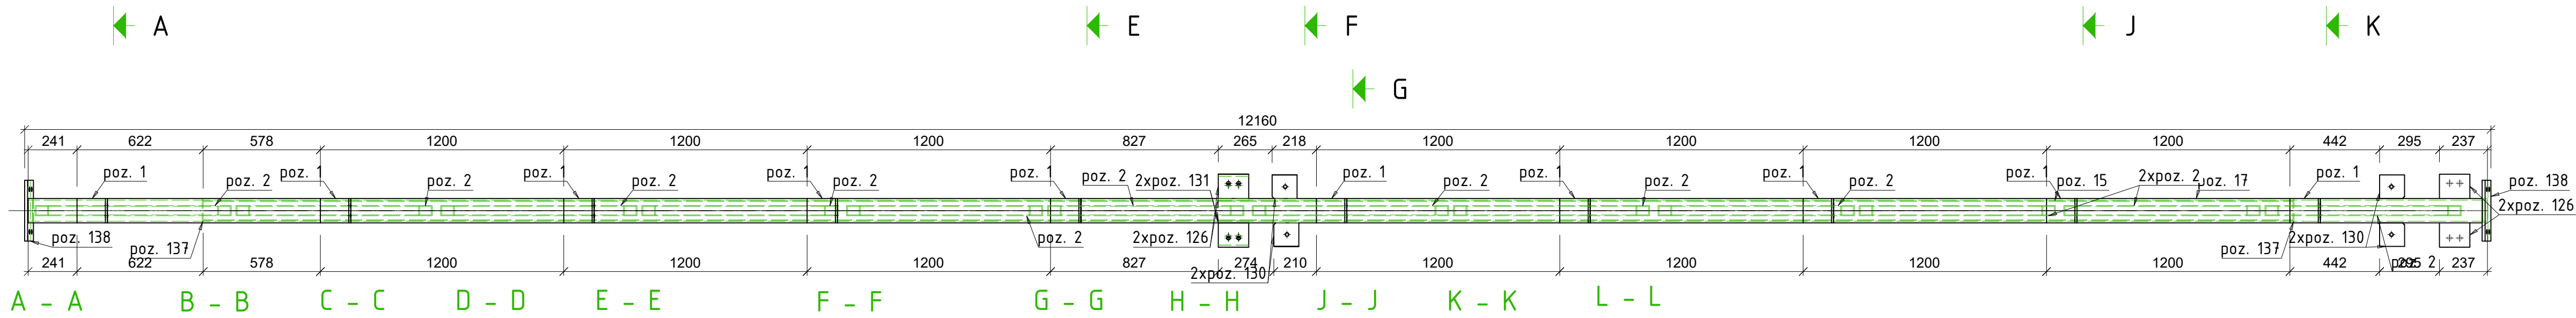 A E F J K
G
12160
241 622 578 1200 1200 1200 827 265 218 1200 1200 1200 1200 442 295 237
poz. 1 poz. 2 poz. 1 poz. 2 poz. 1 poz. 2 poz. 1 poz. 2 poz. 1 poz. 2 2xpoz. 131 poz. 1 poz. 2 poz. 1 poz. 2 poz. 1 poz. 2 poz. 1 poz. 15 2xpoz. 2 poz. 17 poz. 1 poz. 138
2xpoz. 126
poz. 138 poz. 137 poz. 2 2xpoz. 126 poz. 137 2xpoz. 130
241 622 578 1200 1200 1200 827 274 210 1200 1200 1200 1200 442 295 237
2xpoz. 130 poz. 2
A - A B - B C - C D - D E - E F - F G - G H - H J - J K - K L - L